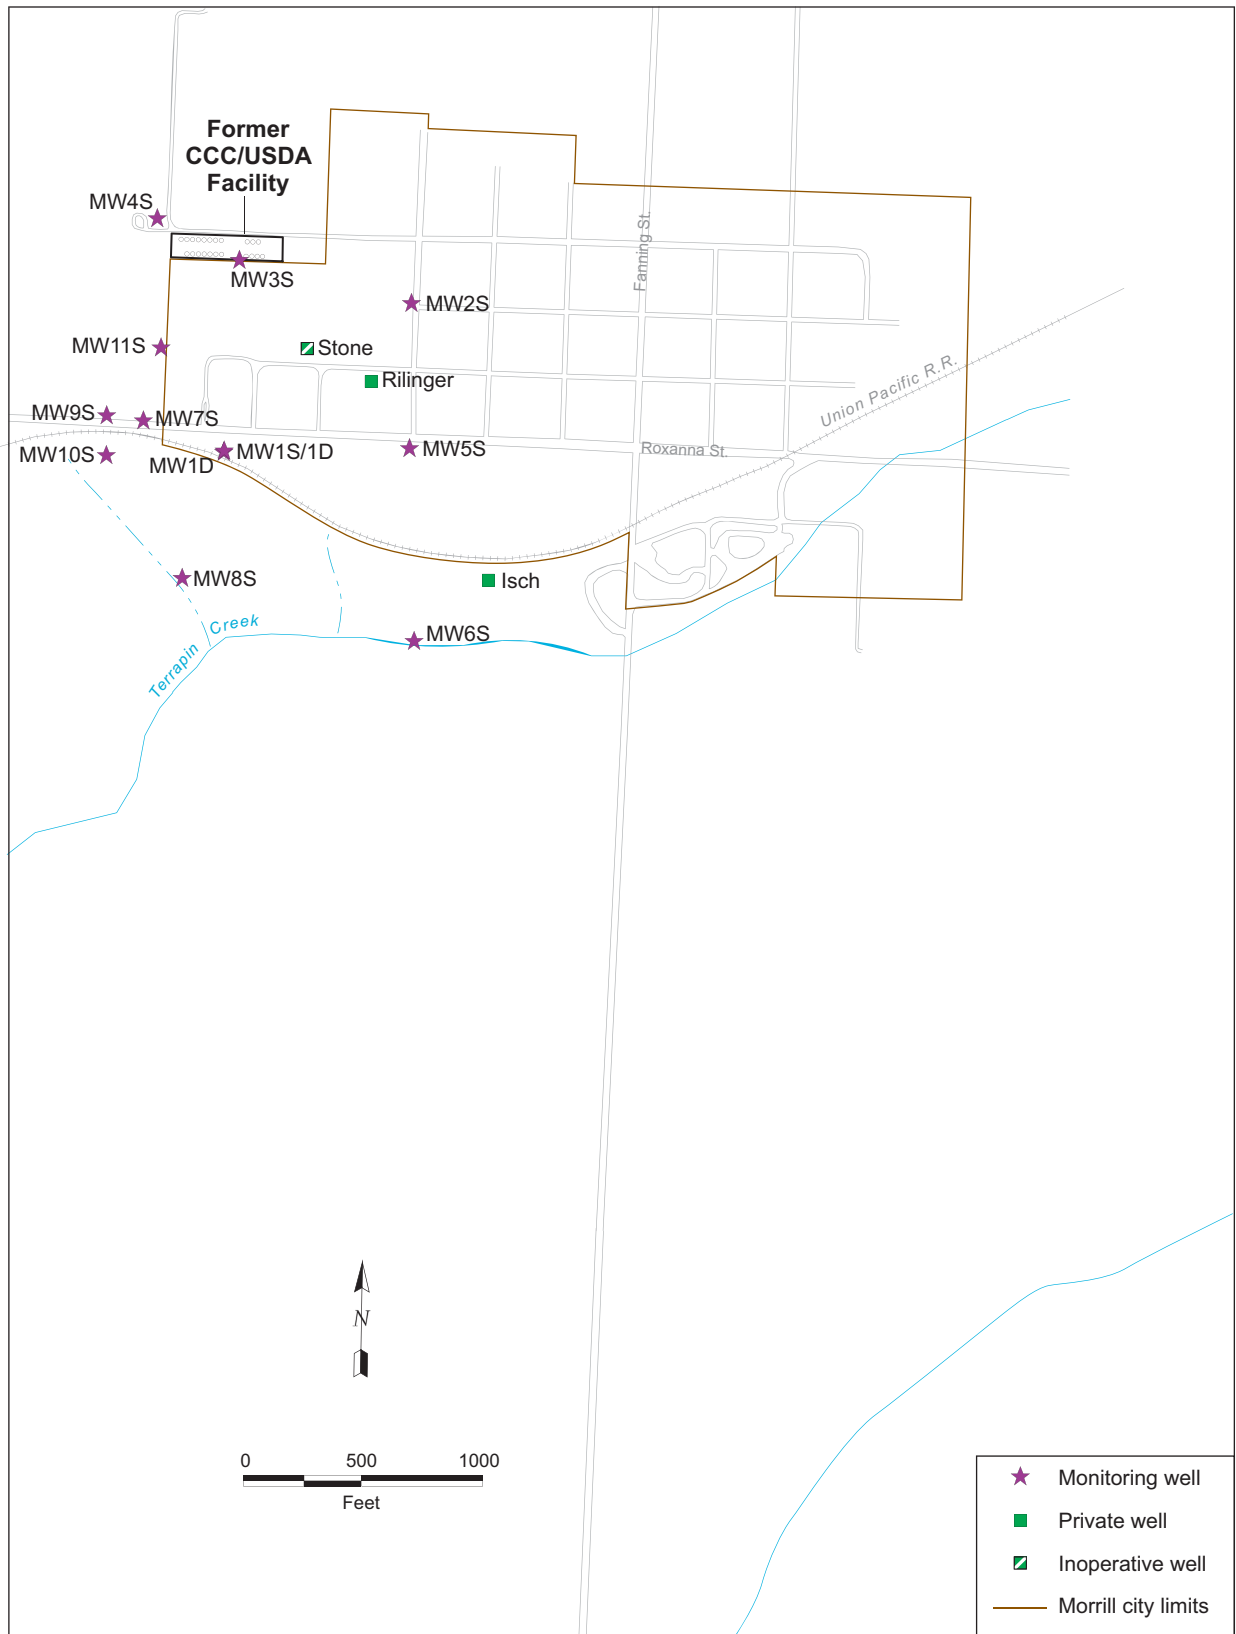 Former
CCC/USDA
Facility
MW4S
Fanning St.
MW3S
MW2S
MW11S
Stone
Rilinger
Union Pacific R.R.
MW9S
MW7S
MW10S
MW1D
MW1S/1D
MW5S
Roxanna St.
MW8S
Isch
Terrapin Creek
MW6S
N
0 500 1000
Feet
Monitoring well
Private well
Inoperative well
Morrill city limits